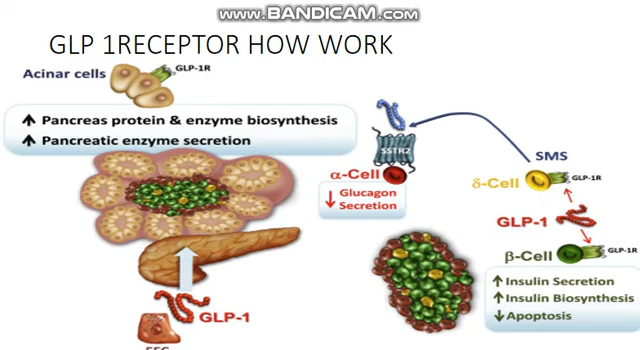 www.BANDICAM.com
GLP 1RECEPTOR HOW WORK
Acinar cells
GLP-1R
Pancreas protein & enzyme biosynthesis
Pancreatic enzyme secretion
SSTR2
α-Cell
Glucagon
Secretion
SMS
δ-Cell
GLP-1R
GLP-1
β-Cell
GLP-1R
Insulin Secretion
Insulin Biosynthesis
Apoptosis
GLP-1